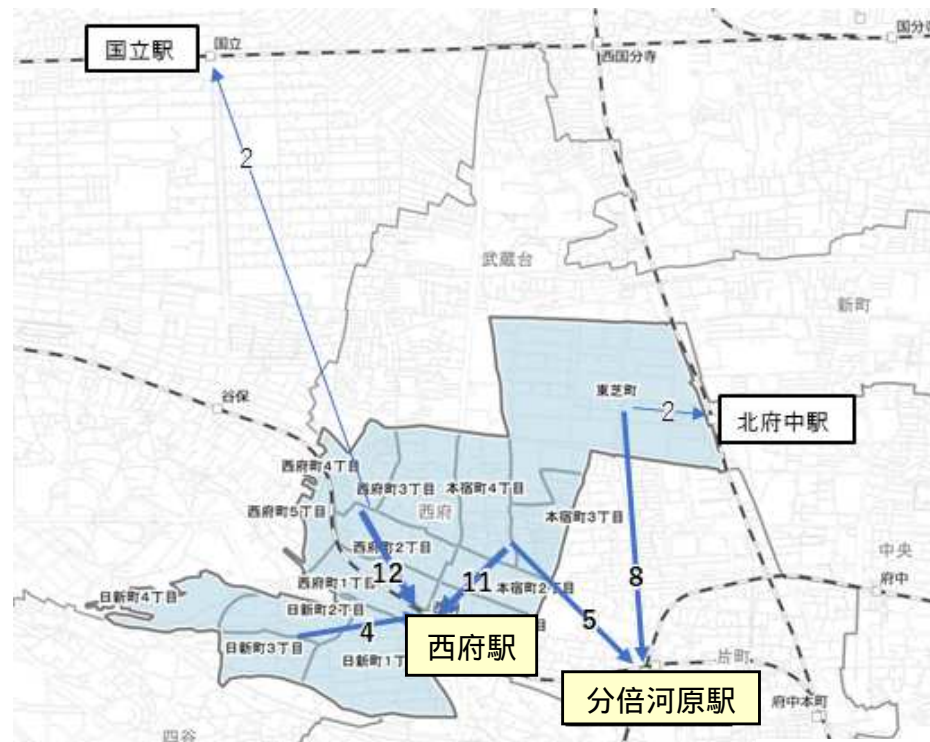 国立駅
国立
西国分寺
2
武蔵台
新町
谷保
東芝町
2
北府中駅
西府町4丁目
西府町3丁目
本宿町4丁目
西府町5丁目
西府
本宿町3丁目
西府町2丁目
12
11
8
中央
西府町1丁目
本宿町2丁目
府中
日新町4丁目
日新町2丁目
5
4
日新町3丁目
西府駅
日新町1丁
片町
分倍河原駅
府中本町
四谷